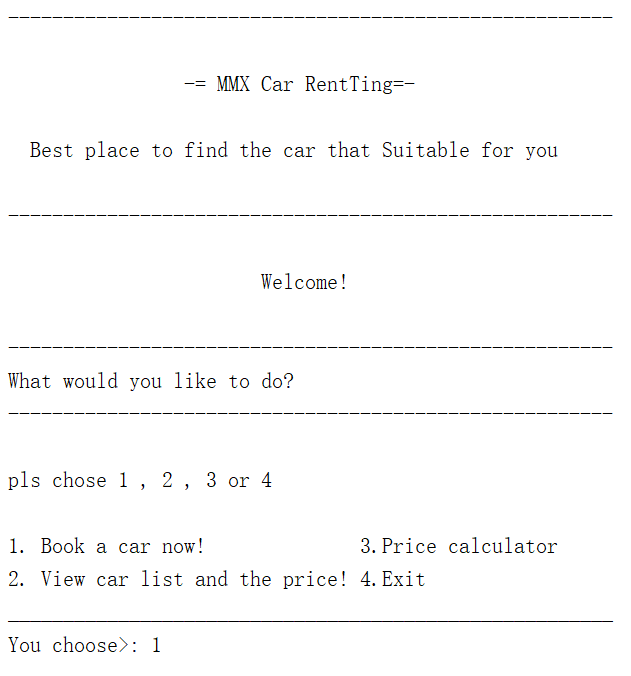 -------------------------------------------------------
-= MMX Car RentTing=-
Best place to find the car that Suitable for you
-------------------------------------------------------
Welcome!
-------------------------------------------------------
What would you like to do?
-------------------------------------------------------
pls chose 1 , 2 , 3 or 4
1. Book a car now! 3.Price calculator
2. View car list and the price! 4.Exit
_______________________________________________________
You choose>: 1